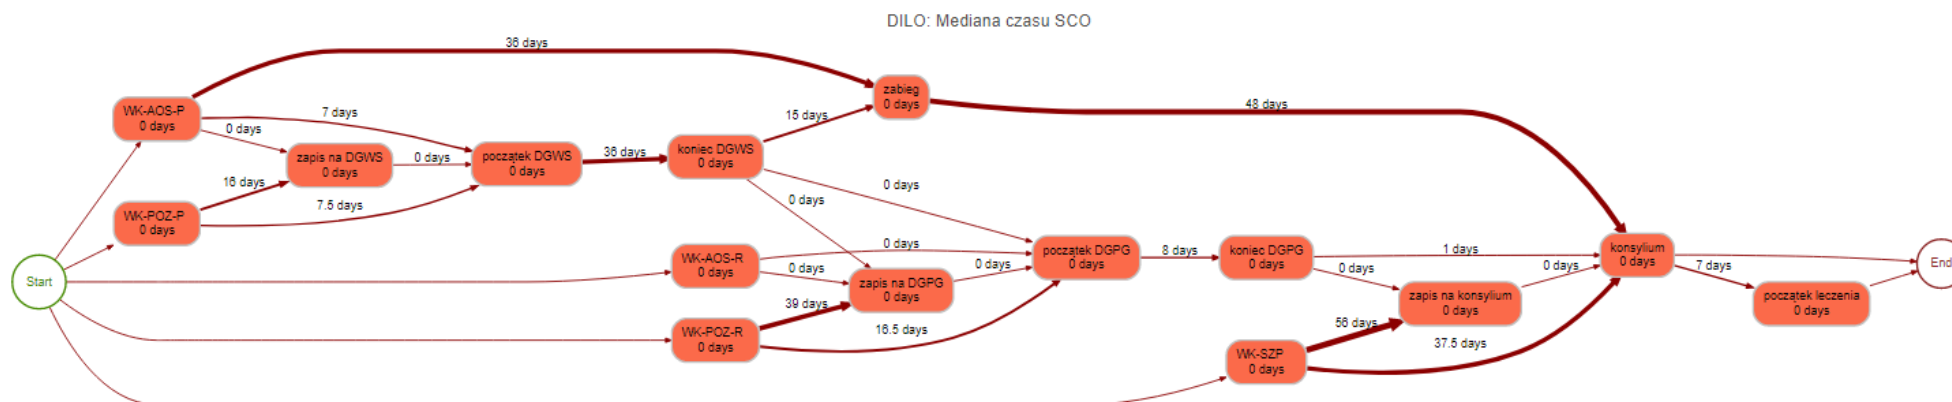 DILO: Mediana czasu SCO
36 days
zabieg
0 days
WK-AOS-P
0 days
7 days
0 days
15 days
48 days
zapis na DGWS
0 days
0 days
początek DGWS
0 days
36 days
koniec DGWS
0 days
16 days
7.5 days
WK-POZ-P
0 days
0 days
0 days
Start
WK-AOS-R
0 days
0 days
0 days
zapis na DGPG
0 days
0 days
początek DGPG
0 days
8 days
koniec DGPG
0 days
1 days
0 days
0 days
konsylium
0 days
7 days
End
39 days
16.5 days
WK-POZ-R
0 days
zapis na konsylium
0 days
początek leczenia
0 days
56 days
37.5 days
WK-SZP
0 days